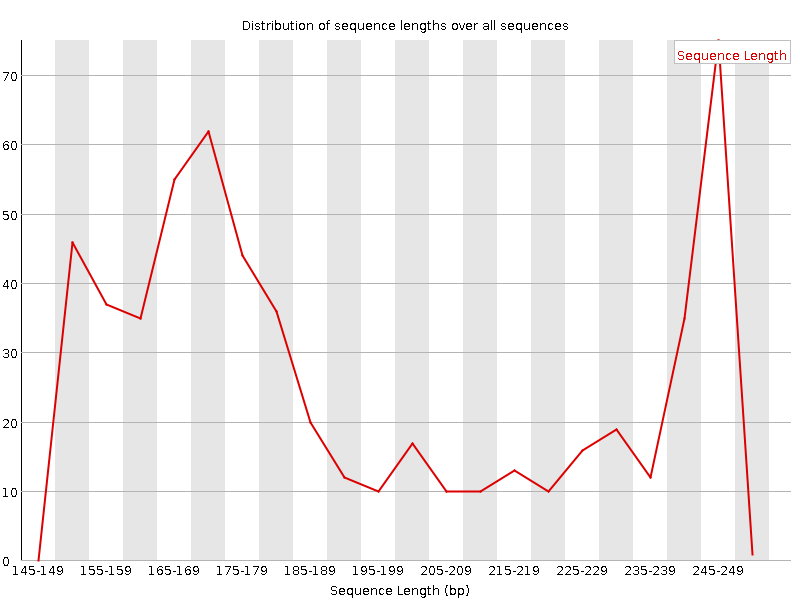 Distribution of sequence lengths over all sequences
Sequence Length
70
60
50
40
30
20
10
0
145-149 155-159 165-169 175-179 185-189 195-199 205-209 215-219 225-229 235-239 245-249
Sequence Length (bp)